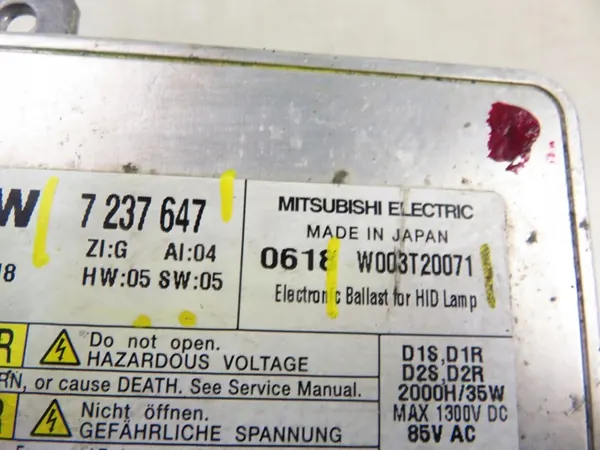 W 7 237 647
ZI:G AI:04
18 HW:05 SW:05
MITSUBISHI ELECTRIC
MADE IN JAPAN
0618 W003T20071
Electronic Ballast for HID Lamp
R Do not open.
HAZARDOUS VOLTAGE
RN, or cause DEATH. See Service Manual.
R Nicht öffnen.
GEFÄHRLICHE SPANNUNG
D1S,D1R
D2S,D2R
2000H/35W
MAX 1300V DC
85V AC